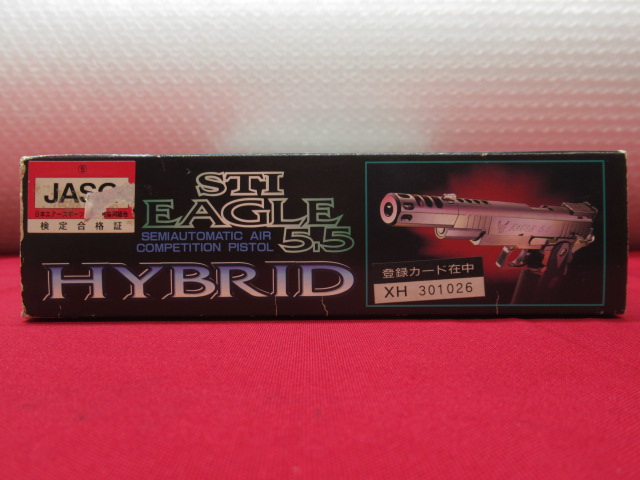 ⑤
JASG
検定合格証
STI
EAGLE
5.5
SEMIAUTOMATIC AIR
COMPETITION PISTOL
HYBRID
登録カード在中
XH 301026